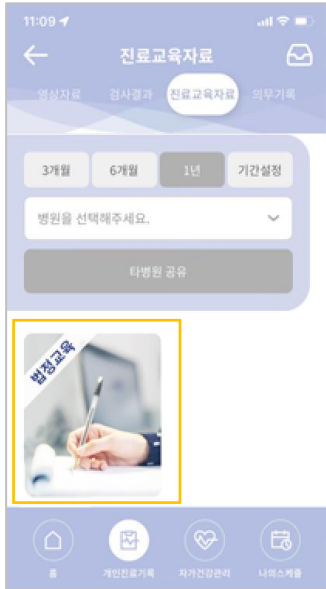 11:09
진료교육자료
영상자료 검사결과 진료교육자료 의무기록
3개월 6개월 1년 기간설정
병원을 선택해주세요.
타병원 공유
법정교육
홈 개인진료기록 자가건강관리 나의스케쥴